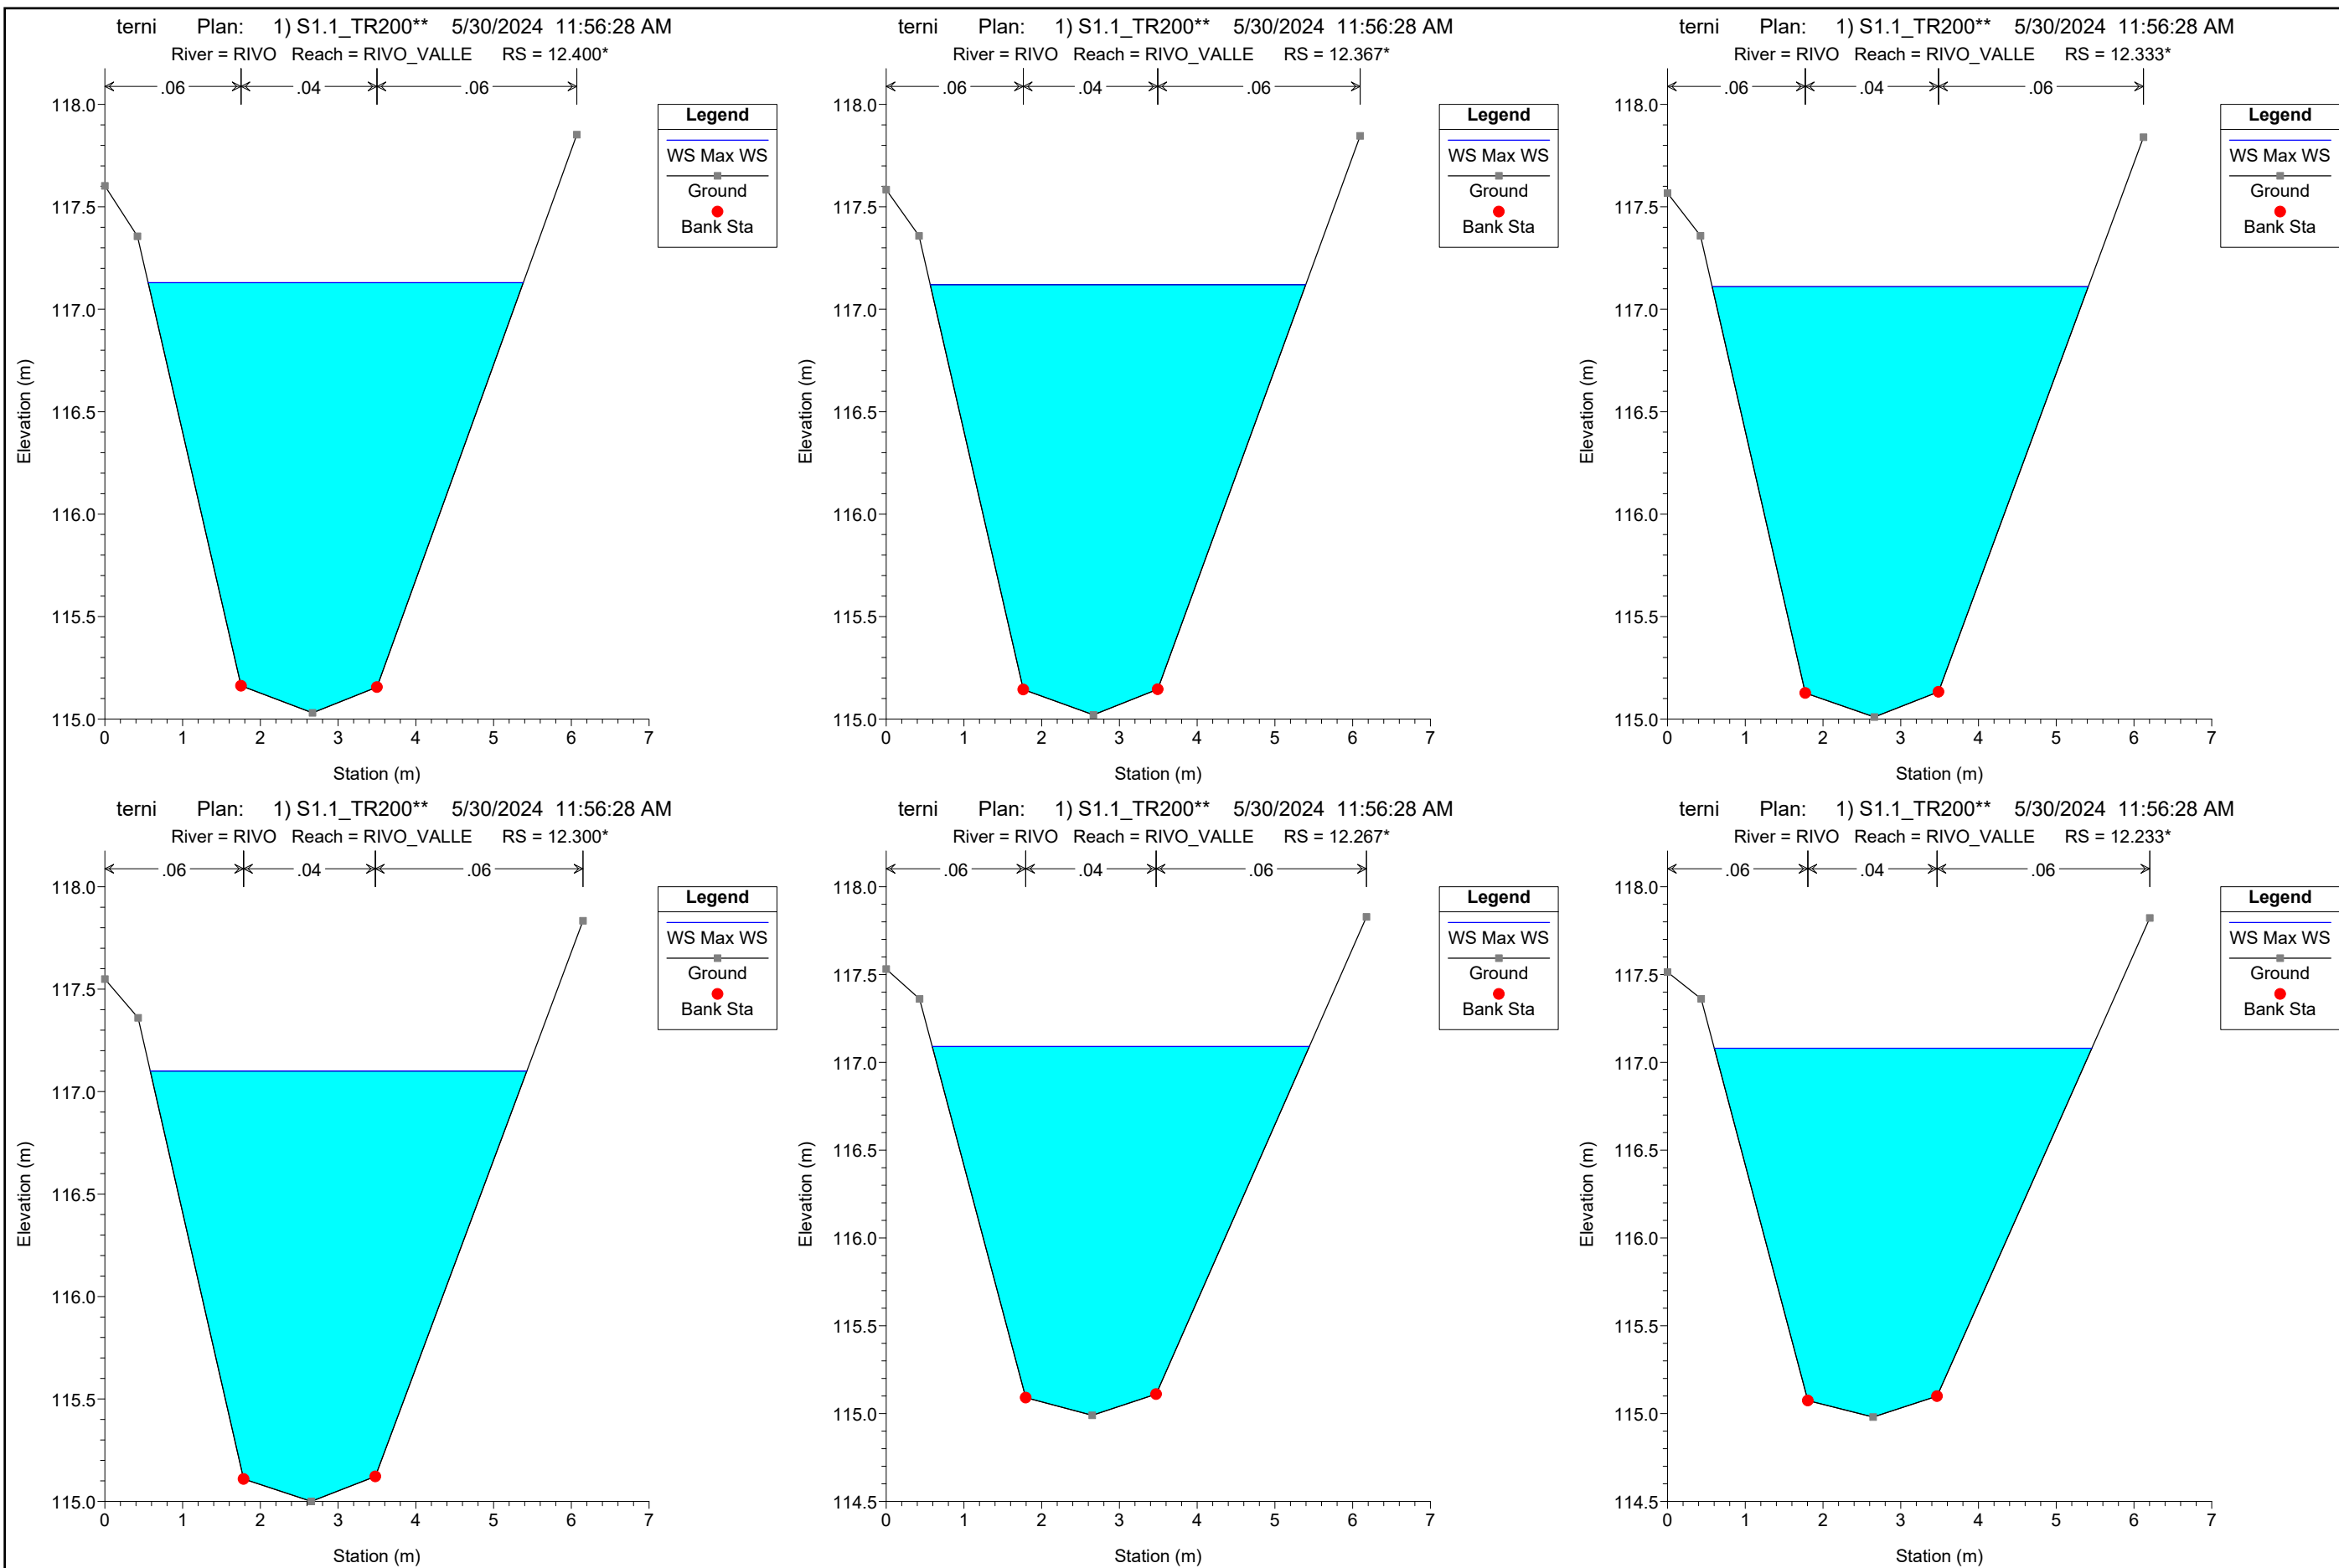 terni Plan: 1) S1.1_TR200** 5/30/2024 11:56:28 AM
River = RIVO Reach = RIVO_VALLE RS = 12.400*
.06 .04 .06
118.0
117.5
117.0
116.5
116.0
115.5
115.0
Elevation (m)
0 1 2 3 4 5 6 7
Station (m)
Legend
WS Max WS
Ground
Bank Sta
terni Plan: 1) S1.1_TR200** 5/30/2024 11:56:28 AM
River = RIVO Reach = RIVO_VALLE RS = 12.367*
.06 .04 .06
118.0
117.5
117.0
116.5
116.0
115.5
115.0
Elevation (m)
0 1 2 3 4 5 6 7
Station (m)
Legend
WS Max WS
Ground
Bank Sta
terni Plan: 1) S1.1_TR200** 5/30/2024 11:56:28 AM
River = RIVO Reach = RIVO_VALLE RS = 12.333*
.06 .04 .06
118.0
117.5
117.0
116.5
116.0
115.5
115.0
Elevation (m)
0 1 2 3 4 5 6 7
Station (m)
Legend
WS Max WS
Ground
Bank Sta
terni Plan: 1) S1.1_TR200** 5/30/2024 11:56:28 AM
River = RIVO Reach = RIVO_VALLE RS = 12.300*
.06 .04 .06
118.0
117.5
117.0
116.5
116.0
115.5
115.0
Elevation (m)
0 1 2 3 4 5 6 7
Station (m)
Legend
WS Max WS
Ground
Bank Sta
terni Plan: 1) S1.1_TR200** 5/30/2024 11:56:28 AM
River = RIVO Reach = RIVO_VALLE RS = 12.267*
.06 .04 .06
118.0
117.5
117.0
116.5
116.0
115.5
115.0
114.5
Elevation (m)
0 1 2 3 4 5 6 7
Station (m)
Legend
WS Max WS
Ground
Bank Sta
terni Plan: 1) S1.1_TR200** 5/30/2024 11:56:28 AM
River = RIVO Reach = RIVO_VALLE RS = 12.233*
.06 .04 .06
118.0
117.5
117.0
116.5
116.0
115.5
115.0
114.5
Elevation (m)
0 1 2 3 4 5 6 7
Station (m)
Legend
WS Max WS
Ground
Bank Sta